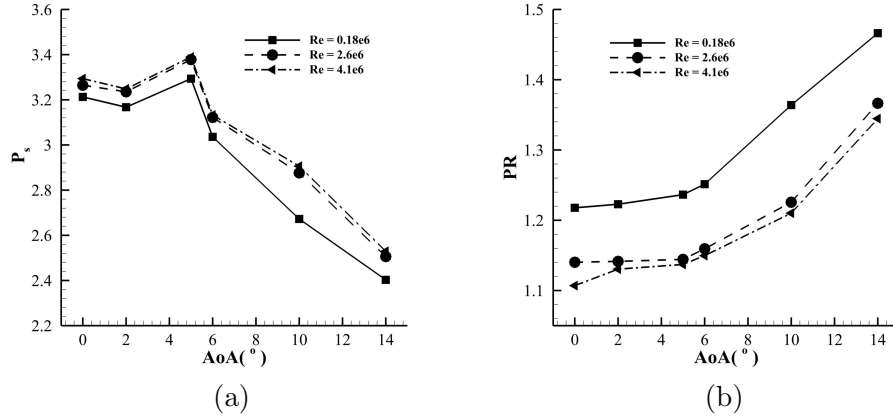 3.6
3.4
3.2
3
2.8
2.6
2.4
2.2
P_s
Re = 0.18e6
Re = 2.6e6
Re = 4.1e6
0 2 4 6 8 10 12 14
AoA(°)
(a)
1.5
1.4
1.3
1.2
1.1
PR
Re = 0.18e6
Re = 2.6e6
Re = 4.1e6
0 2 4 6 8 10 12 14
AoA(°)
(b)